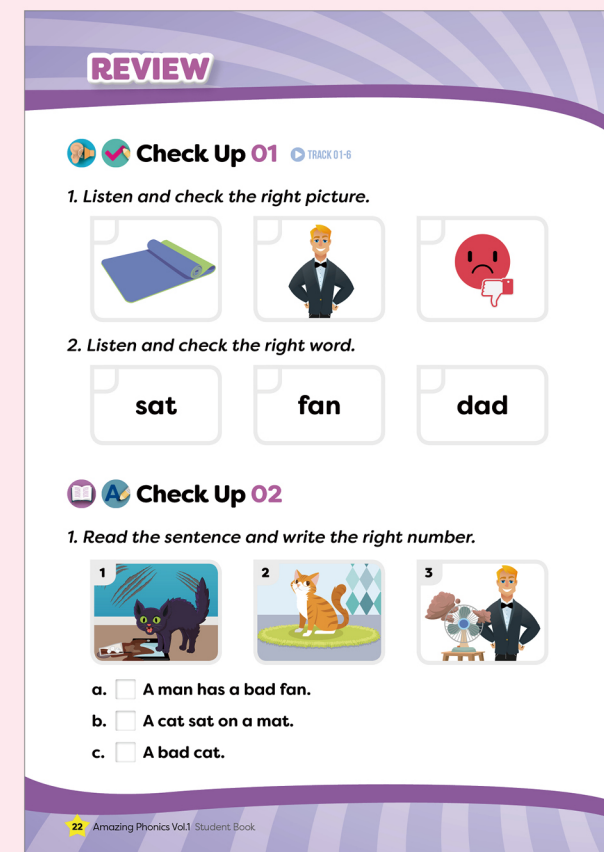 REVIEW
Check Up 01 TRACK 01-6
1. Listen and check the right picture.
2. Listen and check the right word.
sat fan dad
A Check Up 02
1. Read the sentence and write the right number.
1 2 3
a. A man has a bad fan.
b. A cat sat on a mat.
c. A bad cat.
22 Amazing Phonics Vol.1 Student Book